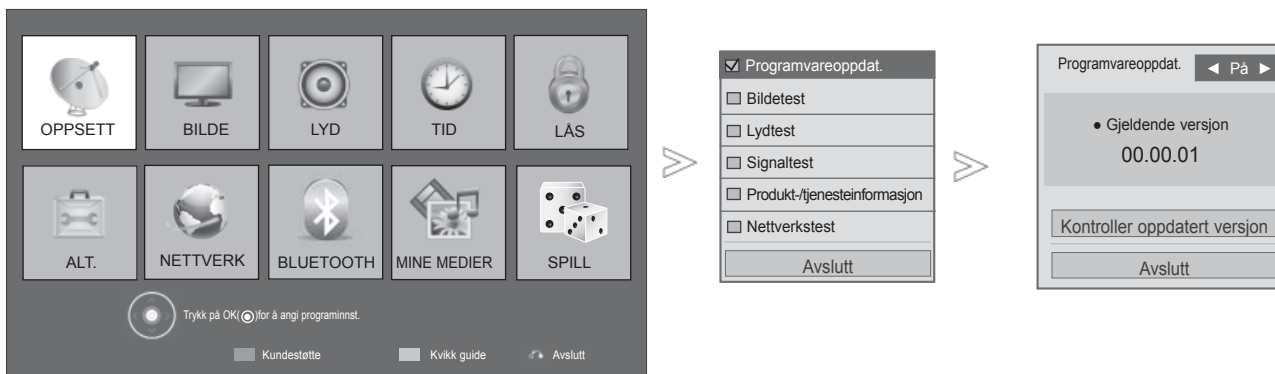 OPPSETT
BILDE
LYD
TID
LÅS
ALT.
NETTVERK
BLUETOOTH
MINE MEDIER
SPILL
Trykk på OK(◉)for å angi programinnst.
Kundestøtte
Kvikk guide
Avslutt
Programvareoppdat.
Bildetest
Lydtest
Signaltest
Produkt-/tjenesteinformasjon
Nettverkstest
Avslutt
Programvareoppdat. ◄ På ►
● Gjeldende versjon
00.00.01
Kontroller oppdatert versjon
Avslutt